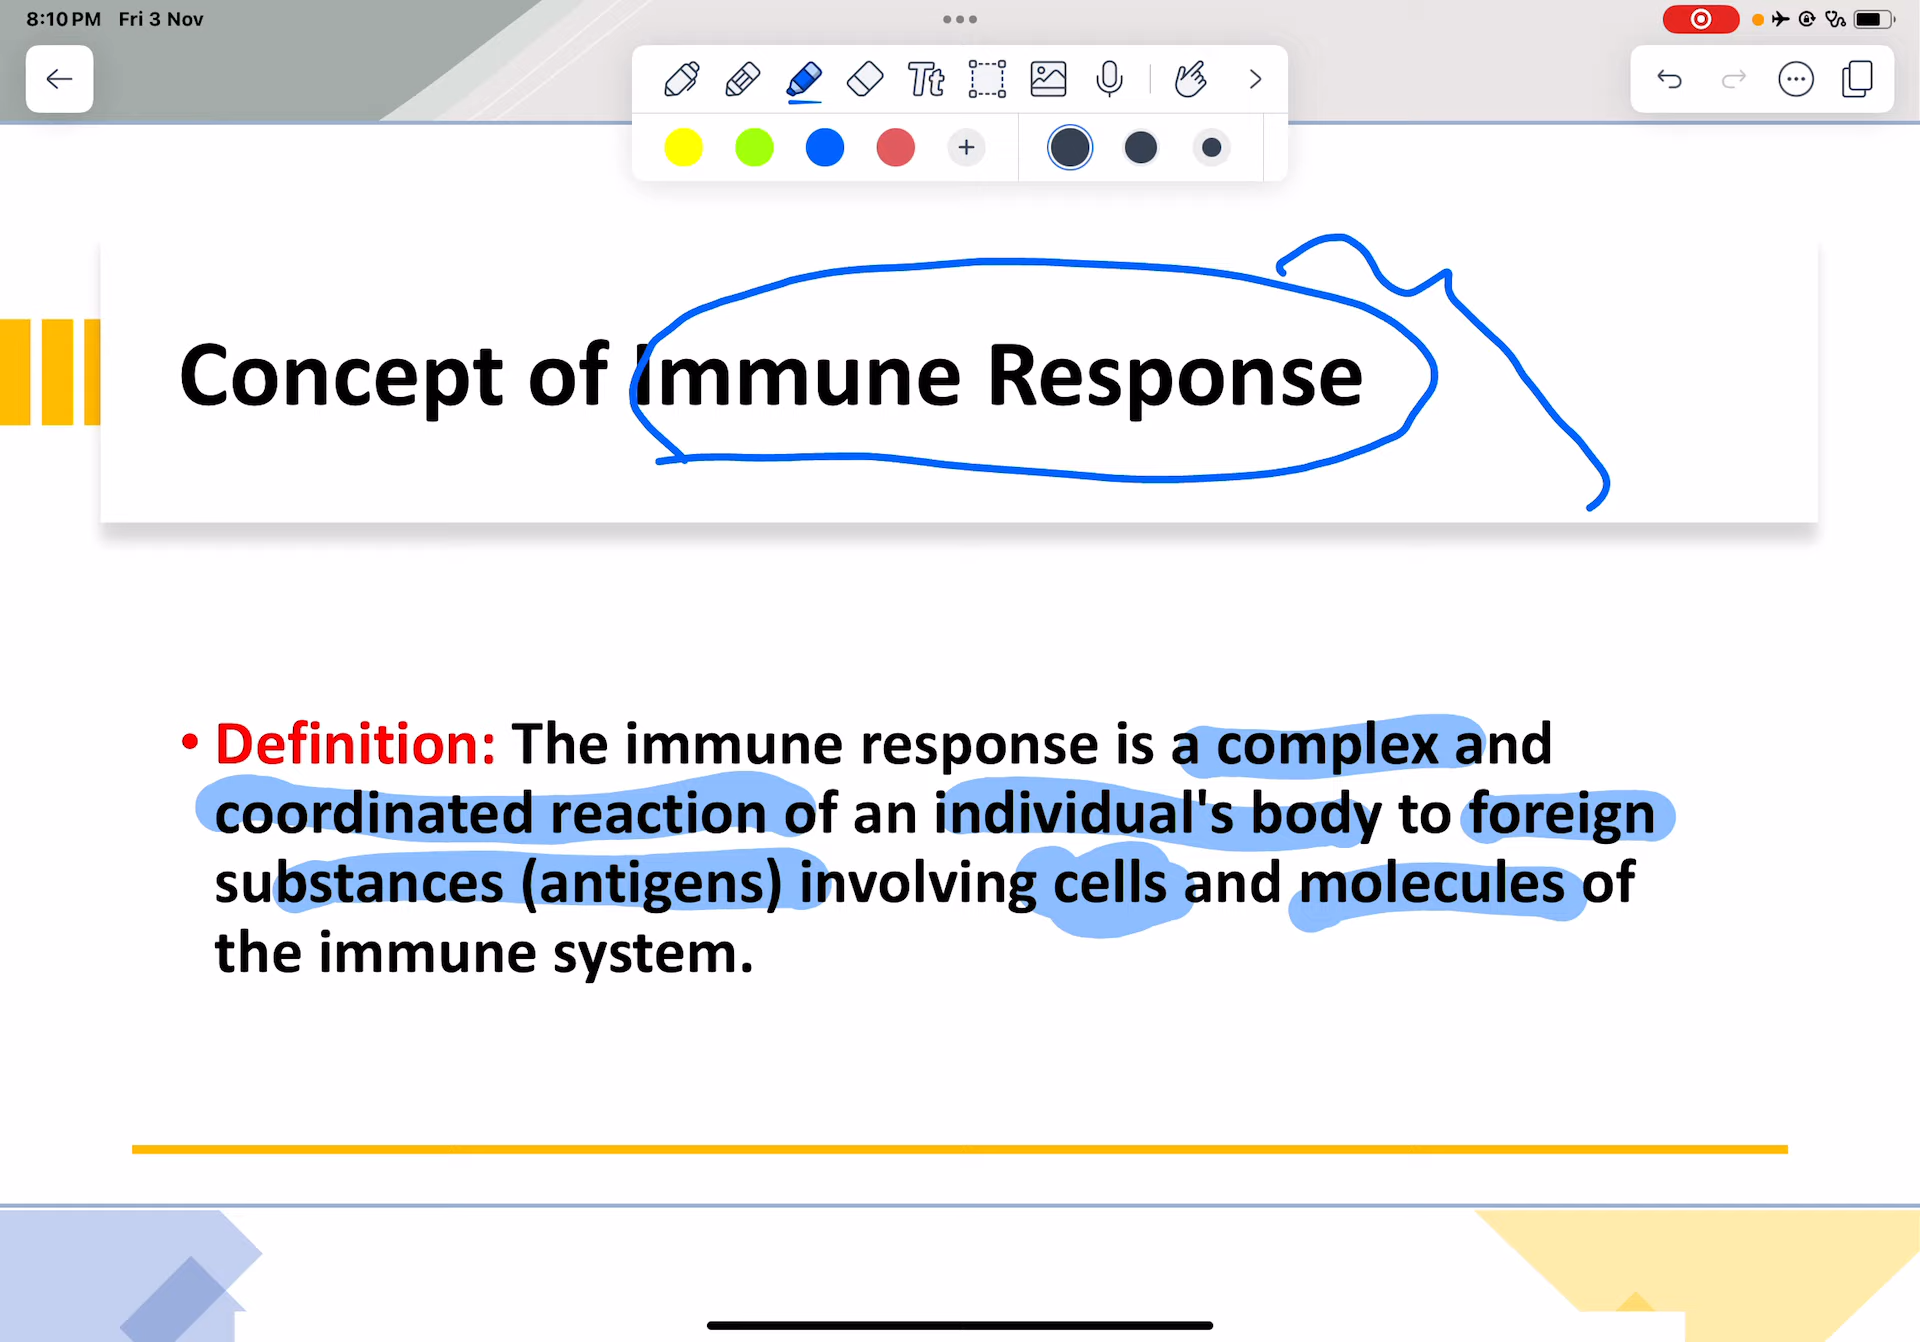 8:10 PM Fri 3 Nov
Tt
Concept of Immune Response
• Definition: The immune response is a complex and
coordinated reaction of an individual's body to foreign
substances (antigens) involving cells and molecules of
the immune system.